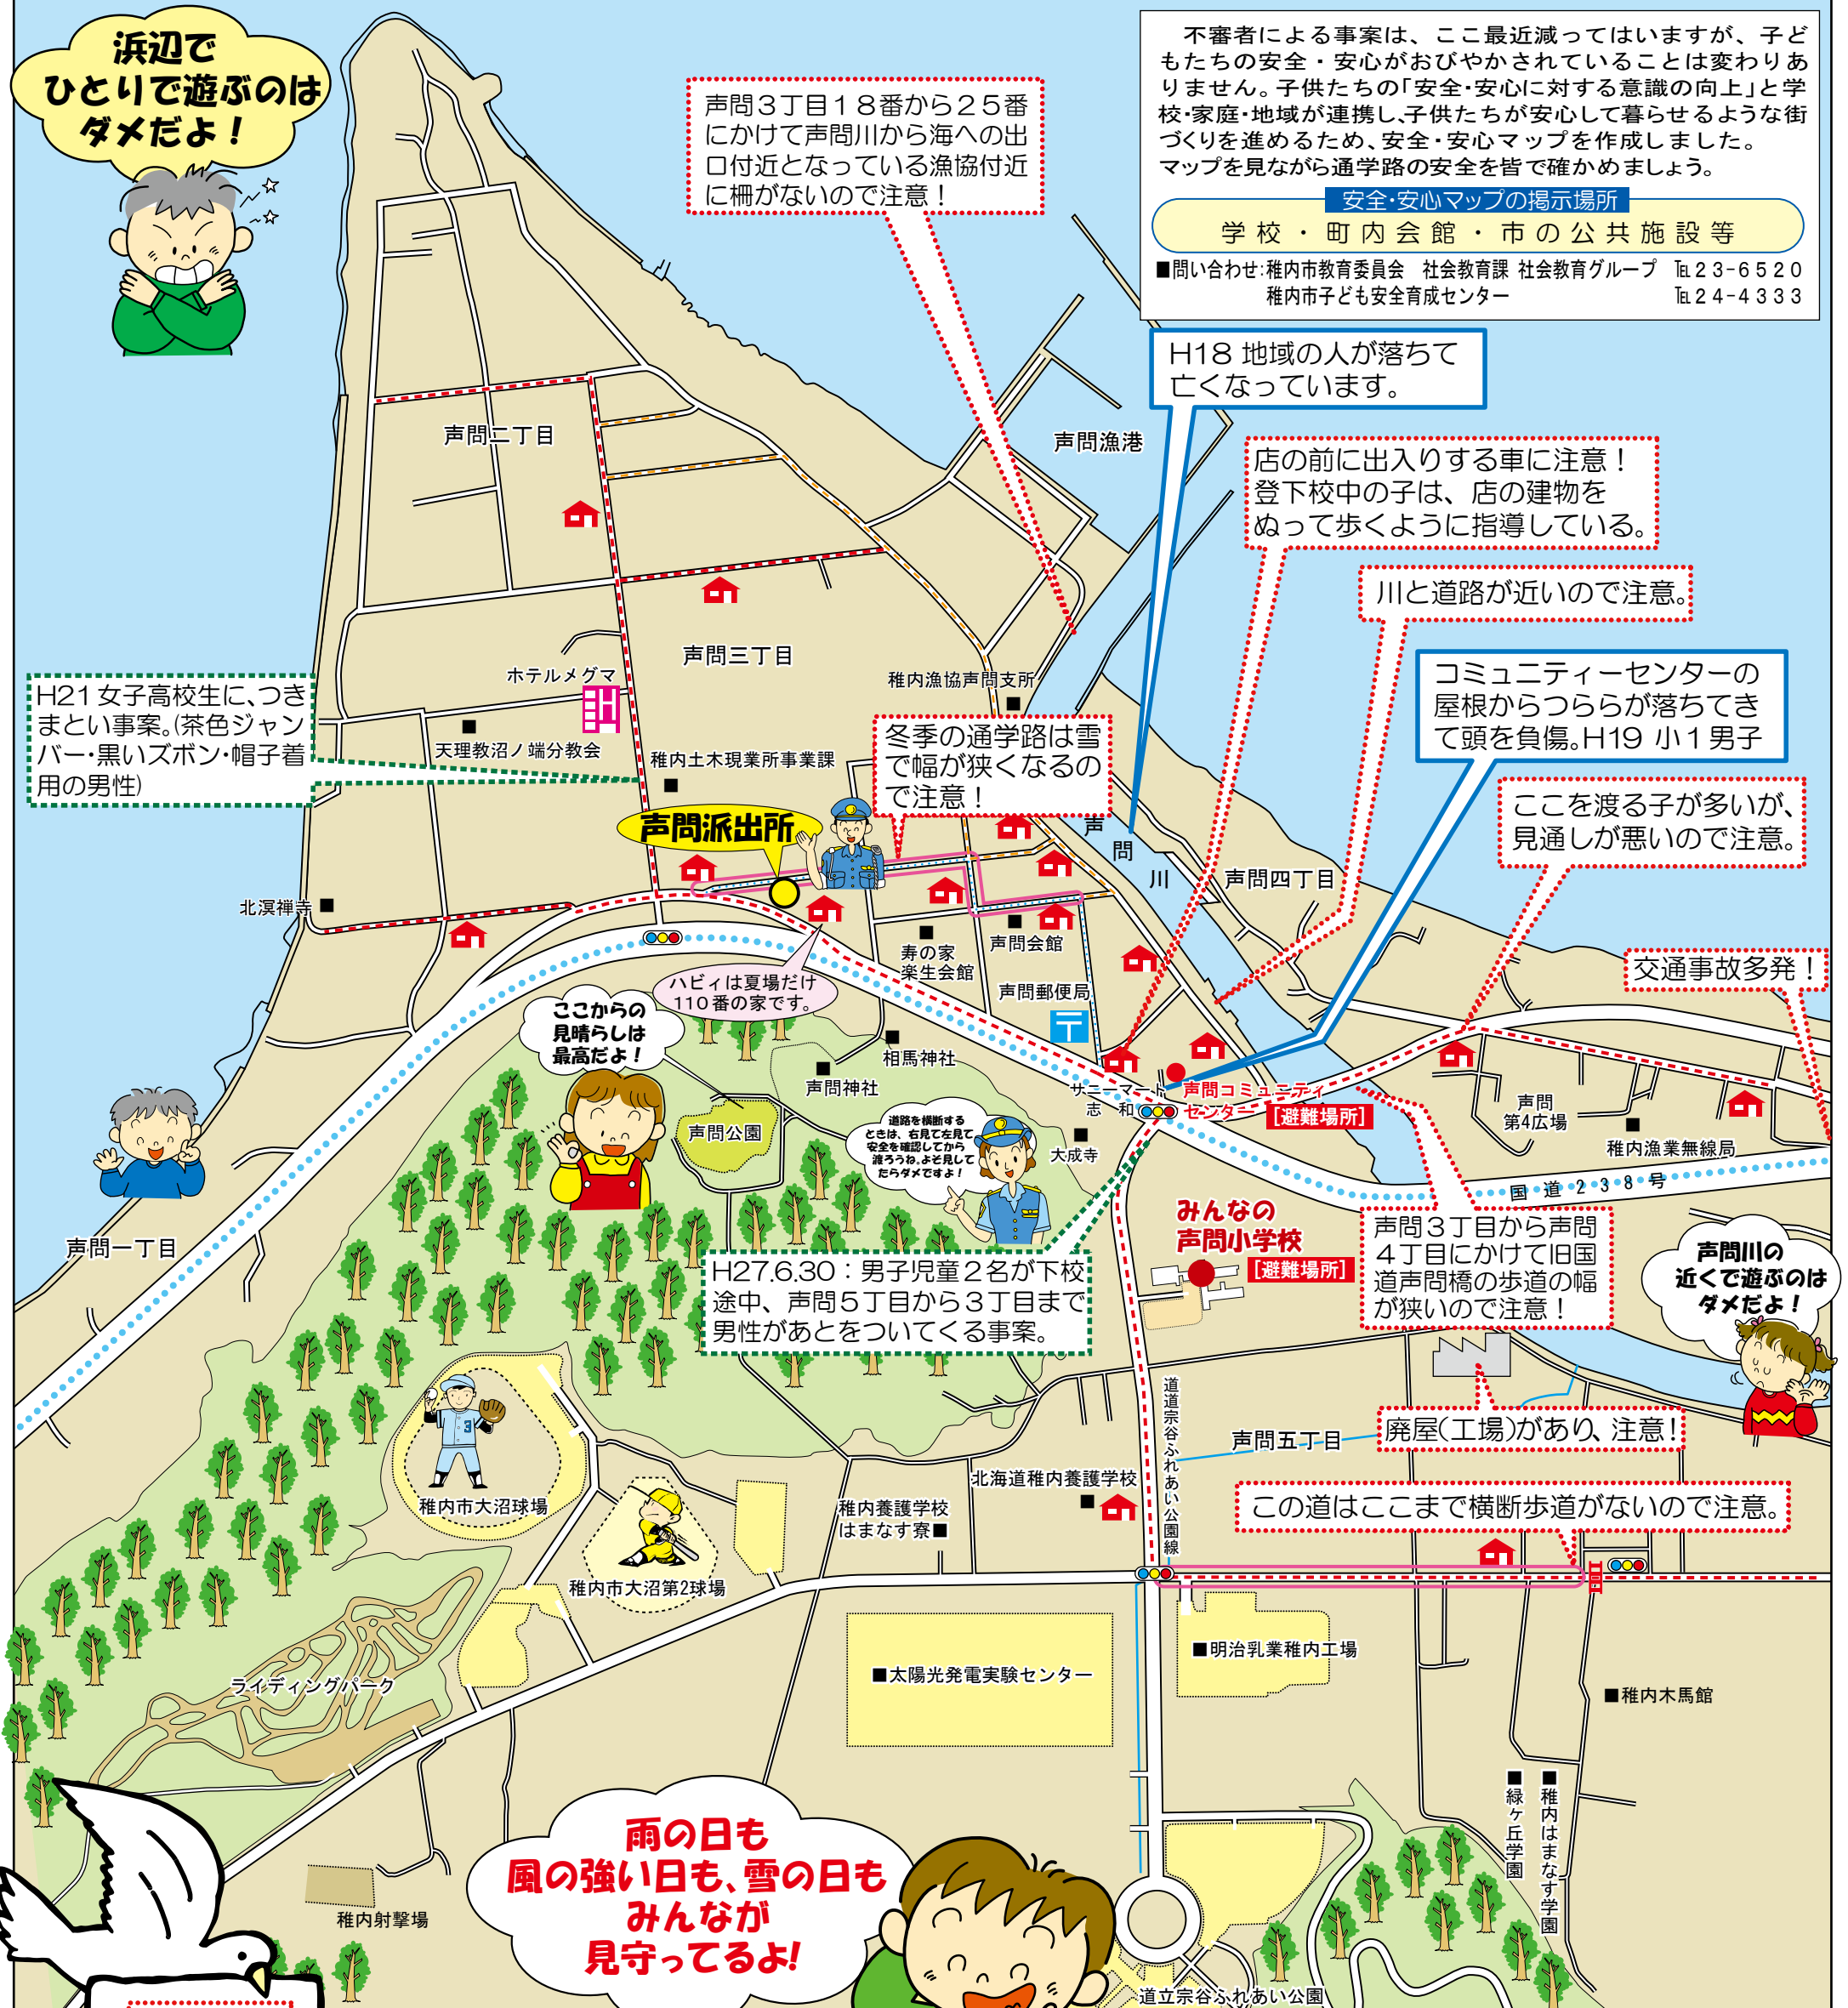 浜辺で
ひとりで遊ぶのは
ダメだよ！
不審者による事案は、ここ最近減ってはいますが、子ど
もたちの安全・安心がおびやかされていることは変わりあ
りません。子供たちの「安全・安心に対する意識の向上」と学
校・家庭・地域が連携し、子供たちが安心して暮らせるような街
づくりを進めるため、安全・安心マップを作成しました。
マップを見ながら通学路の安全を皆で確かめましょう。
安全・安心マップの掲示場所
学校・町内会館・市の公共施設等
■問い合わせ：稚内市教育委員会　社会教育課 社会教育グループ　℡23-6520
稚内市子ども安全育成センター　℡24-4333
声問３丁目１８番から２５番
にかけて声問川から海への出
口付近となっている漁協付近
に柵がないので注意！
H18 地域の人が落ちて
亡くなっています。
声問二丁目
声問漁港
店の前に出入りする車に注意！
登下校中の子は、店の建物を
ぬって歩くように指導している。
川と道路が近いので注意。
声問三丁目
ホテルメグマ
稚内漁協声問支所
H21 女子高校生に、つき
まとい事案。(茶色ジャン
バー・黒いズボン・帽子着
用の男性)
天理教沼ノ端分教会
稚内土木現業所事業課
冬季の通学路は雪
で幅が狭くなるの
で注意！
コミュニティーセンターの
屋根からつららが落ちてき
て頭を負傷。H19 小１男子
ここを渡る子が多いが、
見通しが悪いので注意。
声問派出所
声問川
声問四丁目
北溟禅寺
寿の家
楽生会館
声問会館
交通事故多発！
ハビィは夏場だけ
110番の家です。
声問郵便局
ここからの
見晴らしは
最高だよ！
相馬神社
声問神社
サニーマート
志和
声問コミュニティ
センター
[避難場所]
声問
第4広場
稚内漁業無線局
声問公園
道路を横断する
ときは、右見て左見て
安全を確認してから
渡ろうね。よそ見して
たらダメですよ！
大成寺
国道238号
声問一丁目
みんなの
声問小学校
[避難場所]
声問３丁目から声問
４丁目にかけて旧国
道声問橋の歩道の幅
が狭いので注意！
声問川の
近くで遊ぶのは
ダメだよ！
H27.6.30：男子児童２名が下校
途中、声問５丁目から３丁目まで
男性があとをついてくる事案。
3
道道宗谷ふれあい公園線
廃屋(工場)があり、注意！
声問五丁目
稚内市大沼球場
北海道稚内養護学校
稚内養護学校
はまなす寮
この道はここまで横断歩道がないので注意。
稚内市大沼第2球場
■明治乳業稚内工場
■太陽光発電実験センター
ライディングパーク
■稚内木馬館
■緑ヶ丘学園
■稚内はまなす学園
雨の日も
風の強い日も、雪の日も
みんなが
見守ってるよ！
稚内射撃場
道立宗谷ふれあい公園